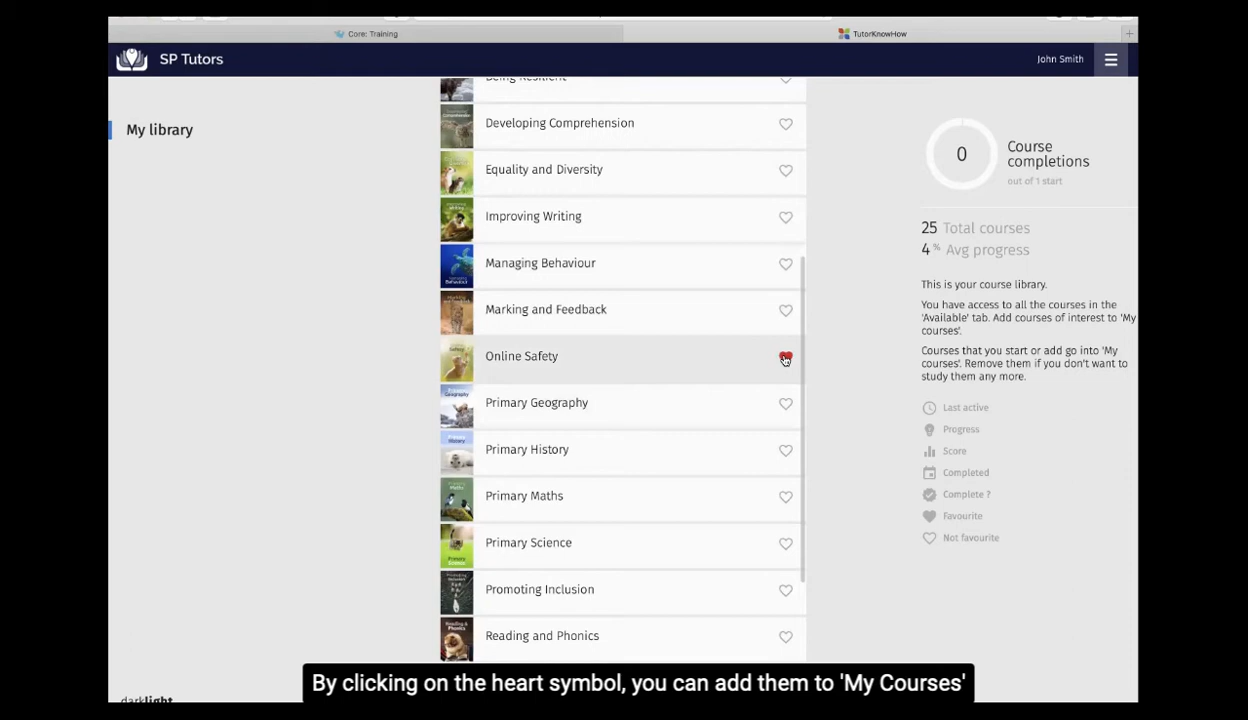 Core: Training
TutorKnowHow
SP Tutors
John Smith
My library
Being Resilient
Developing Comprehension
Equality and Diversity
Improving Writing
Managing Behaviour
Marking and Feedback
Online Safety
Primary Geography
Primary History
Primary Maths
Primary Science
Promoting Inclusion
Reading and Phonics
0
Course
completions
out of 1 start
25 Total courses
4 % Avg progress
This is your course library.
You have access to all the courses in the
'Available' tab. Add courses of interest to 'My
courses'.
Courses that you start or add go into 'My
courses'. Remove them if you don't want to
study them any more.
Last active
Progress
Score
Completed
Complete ?
Favourite
Not favourite
darklight
By clicking on the heart symbol, you can add them to 'My Courses'